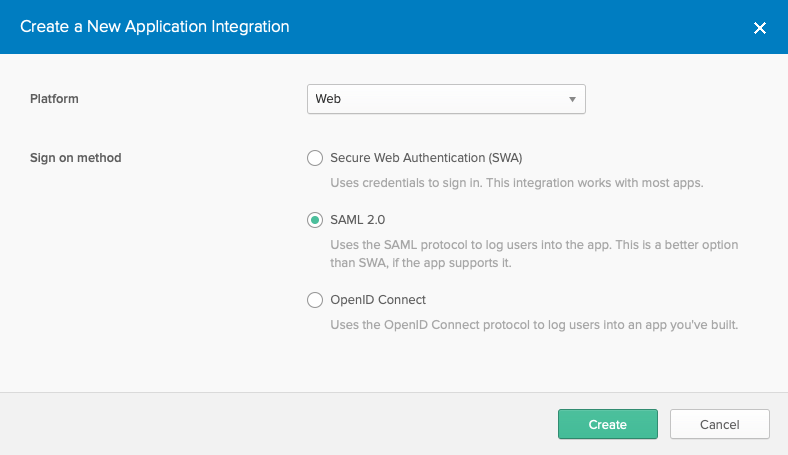 Create a New Application Integration
Platform
Web
Sign on method
Secure Web Authentication (SWA)
Uses credentials to sign in. This integration works with most apps.
SAML 2.0
Uses the SAML protocol to log users into the app. This is a better option
than SWA, if the app supports it.
OpenID Connect
Uses the OpenID Connect protocol to log users into an app you've built.
Create
Cancel